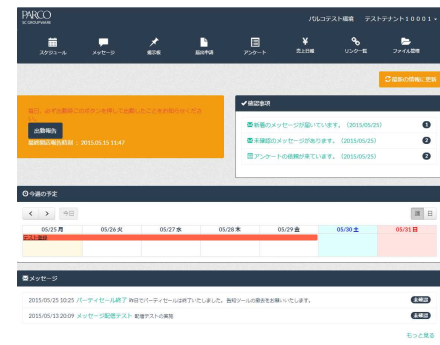 PARCO
SC GROUPWARE
パルコテスト環境 テストテナント10001
スケジュール
メッセージ
掲示板
届出申請
アンケート
売上日報
リンク一覧
ファイル管理
最新の情報に更新
出勤報告
最終開店報告時刻 : 2015.05.15 11:47
確認事項
新着のメッセージが届いています。(2015/05/25) 1
未確認のメッセージがあります。(2015/05/25) 2
アンケートの依頼が来ています。(2015/05/25) 2
今週の予定
今日
週 日
05/25 月 05/26 火 05/27 水 05/28 木 05/29 金 05/30 土 05/31 日
メッセージ
2015/05/25 10:25 パーティセール終了 昨日でパーティセールは終了いたしました。告知ツールの撤去をお願いいたします。 未確認
2015/05/13 20:09 メッセージ配信テスト 配信テストの実施 未確認
もっと見る